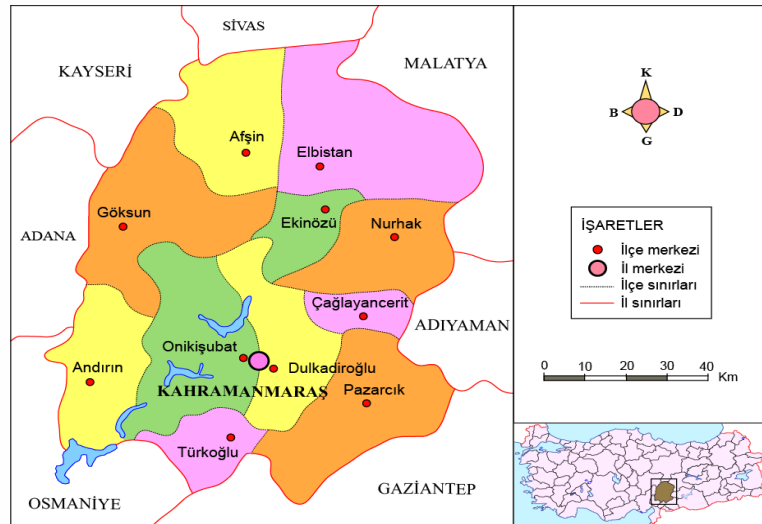 SİVAS
KAYSERİ
MALATYA
Afşin
Elbistan
Göksun
Ekinözü
Nurhak
ADANA
Çağlayancerit
ADIYAMAN
Onikişubat
Andırın
Dulkadiroğlu
KAHRAMANMARAŞ
Pazarcık
Türkoğlu
OSMANİYE
GAZİANTEP
K
B D
G
İŞARETLER
İlçe merkezi
İl merkezi
İlçe sınırları
İl sınırları
0 10 20 30 40
Km